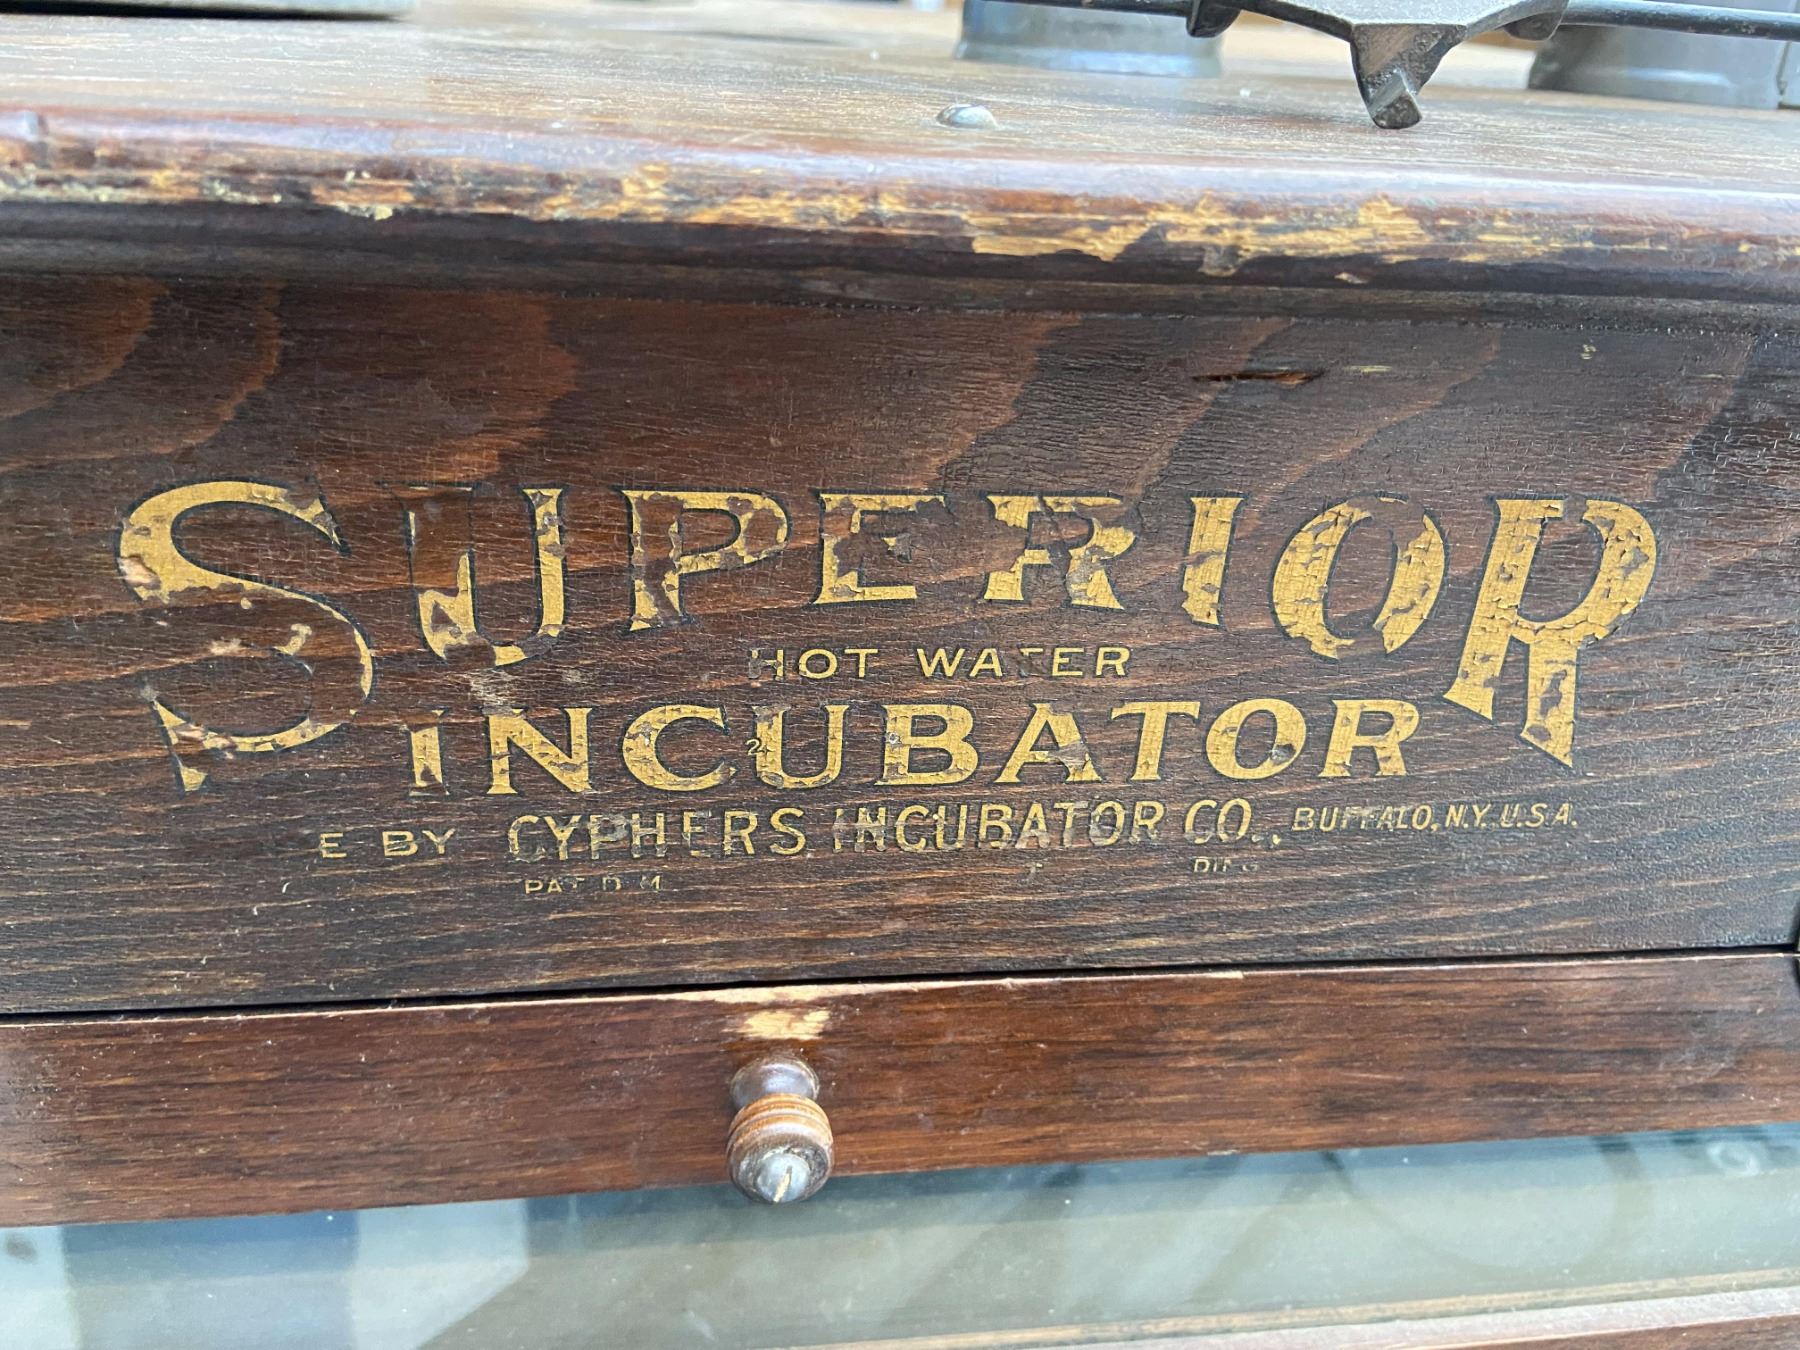 SUPERIOR
HOT WATER
INCUBATOR
E BY CYPHERS INCUBATOR CO., BUFFALO, N.Y. U.S.A.